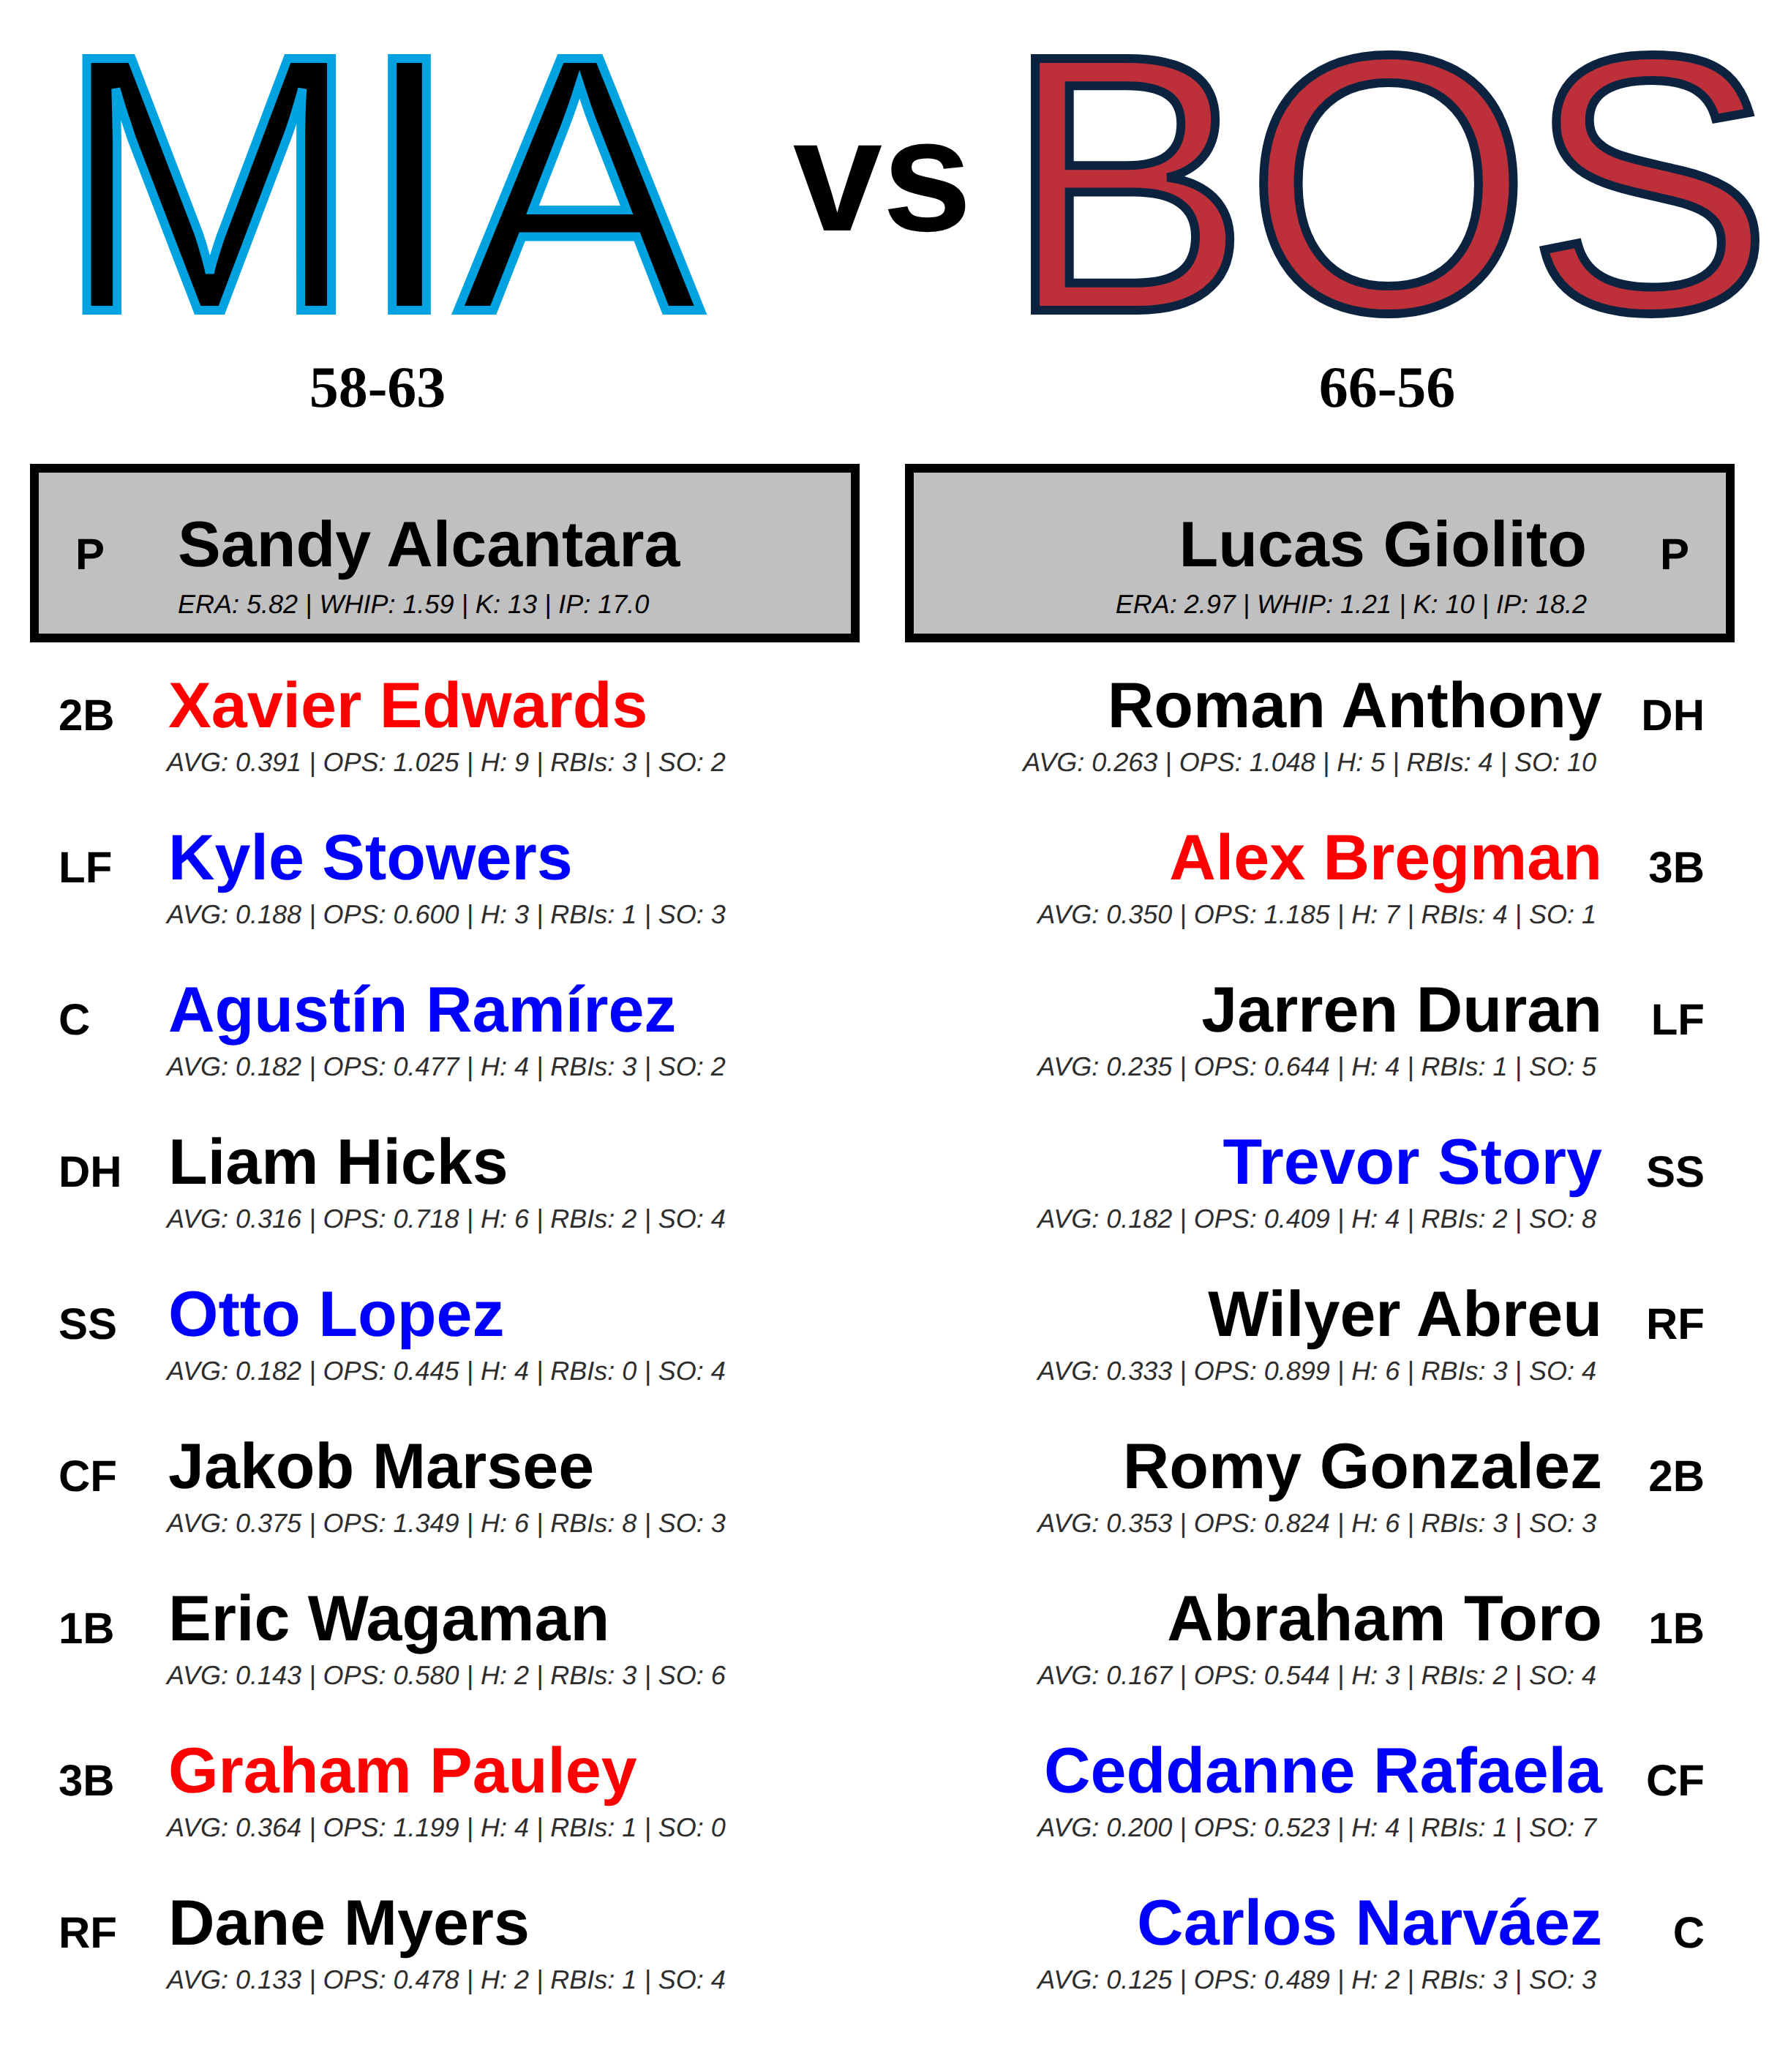 MIA vs BOS
58-63 66-56
P Sandy Alcantara
ERA: 5.82 | WHIP: 1.59 | K: 13 | IP: 17.0
Lucas Giolito P
ERA: 2.97 | WHIP: 1.21 | K: 10 | IP: 18.2
2B Xavier Edwards
AVG: 0.391 | OPS: 1.025 | H: 9 | RBIs: 3 | SO: 2
LF Kyle Stowers
AVG: 0.188 | OPS: 0.600 | H: 3 | RBIs: 1 | SO: 3
C Agustín Ramírez
AVG: 0.182 | OPS: 0.477 | H: 4 | RBIs: 3 | SO: 2
DH Liam Hicks
AVG: 0.316 | OPS: 0.718 | H: 6 | RBIs: 2 | SO: 4
SS Otto Lopez
AVG: 0.182 | OPS: 0.445 | H: 4 | RBIs: 0 | SO: 4
CF Jakob Marsee
AVG: 0.375 | OPS: 1.349 | H: 6 | RBIs: 8 | SO: 3
1B Eric Wagaman
AVG: 0.143 | OPS: 0.580 | H: 2 | RBIs: 3 | SO: 6
3B Graham Pauley
AVG: 0.364 | OPS: 1.199 | H: 4 | RBIs: 1 | SO: 0
RF Dane Myers
AVG: 0.133 | OPS: 0.478 | H: 2 | RBIs: 1 | SO: 4
Roman Anthony DH
AVG: 0.263 | OPS: 1.048 | H: 5 | RBIs: 4 | SO: 10
Alex Bregman 3B
AVG: 0.350 | OPS: 1.185 | H: 7 | RBIs: 4 | SO: 1
Jarren Duran LF
AVG: 0.235 | OPS: 0.644 | H: 4 | RBIs: 1 | SO: 5
Trevor Story SS
AVG: 0.182 | OPS: 0.409 | H: 4 | RBIs: 2 | SO: 8
Wilyer Abreu RF
AVG: 0.333 | OPS: 0.899 | H: 6 | RBIs: 3 | SO: 4
Romy Gonzalez 2B
AVG: 0.353 | OPS: 0.824 | H: 6 | RBIs: 3 | SO: 3
Abraham Toro 1B
AVG: 0.167 | OPS: 0.544 | H: 3 | RBIs: 2 | SO: 4
Ceddanne Rafaela CF
AVG: 0.200 | OPS: 0.523 | H: 4 | RBIs: 1 | SO: 7
Carlos Narváez C
AVG: 0.125 | OPS: 0.489 | H: 2 | RBIs: 3 | SO: 3